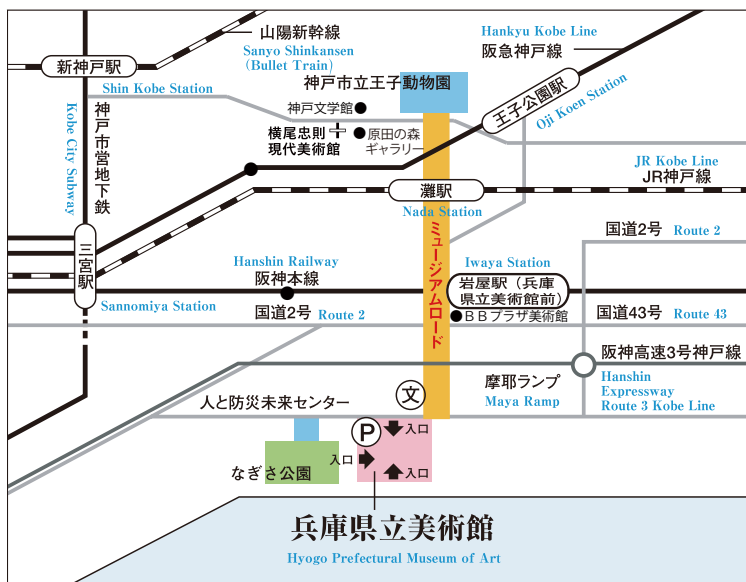 山陽新幹線
Sanyo Shinkansen
(Bullet Train)
Hankyu Kobe Line
阪急神戸線
新神戸駅
Shin Kobe Station
神戸市立王子動物園
神戸文学館
王子公園駅
Oji Koen Station
横尾忠則
現代美術館
原田の森
ギャラリー
神戸市営地下鉄
Kobe City Subway
JR Kobe Line
JR神戸線
灘駅
Nada Station
ミュージアムロード
国道2号 Route 2
三宮駅
Sannomiya Station
Hanshin Railway
阪神本線
Iwaya Station
岩屋駅（兵庫
県立美術館前）
国道2号 Route 2
BBプラザ美術館
国道43号 Route 43
阪神高速3号神戸線
Hanshin
Expressway
Route 3 Kobe Line
摩耶ランプ
Maya Ramp
人と防災未来センター
文
P
入口
入口
入口
なぎさ公園
兵庫県立美術館
Hyogo Prefectural Museum of Art